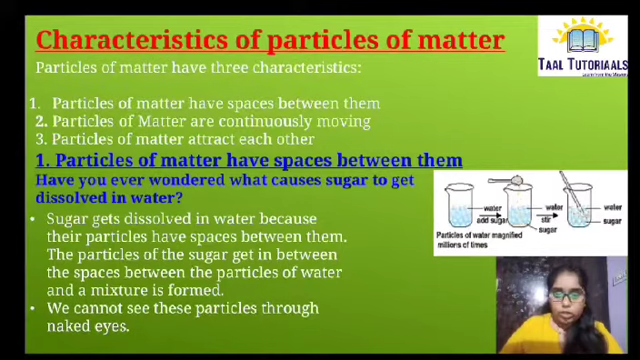 Characteristics of particles of matter
Particles of matter have three characteristics:
1. Particles of matter have spaces between them
2. Particles of Matter are continuously moving
3. Particles of matter attract each other
1. Particles of matter have spaces between them
Have you ever wondered what causes sugar to get
dissolved in water?
• Sugar gets dissolved in water because
their particles have spaces between them.
The particles of the sugar get in between
the spaces between the particles of water
and a mixture is formed.
• We cannot see these particles through
naked eyes.
TAAL TUTORIAALS
water
add sugar
sugar
water
stir
water
sugar
Particles of water magnified
milions of times